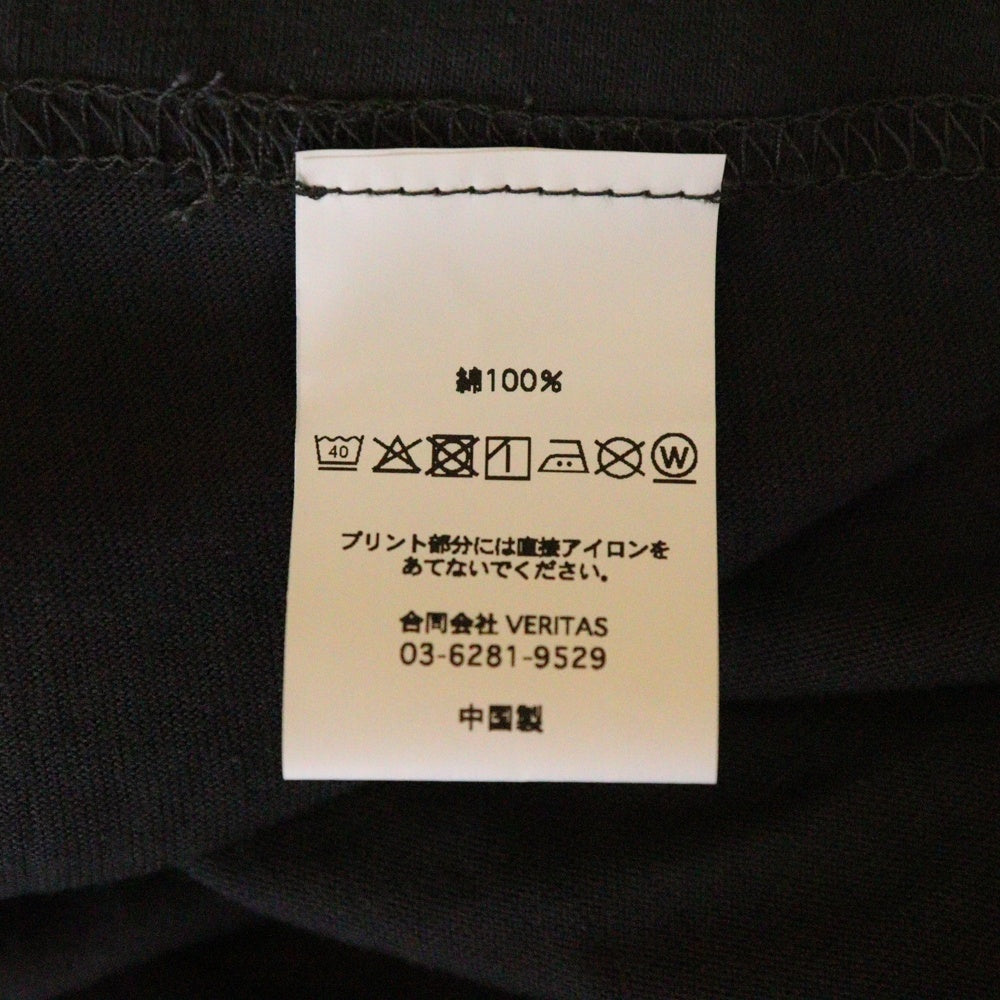 綿100%
40
W
プリント部分には直接アイロンを
あてないでください。
合同会社 VERITAS
03-6281-9529
中国製